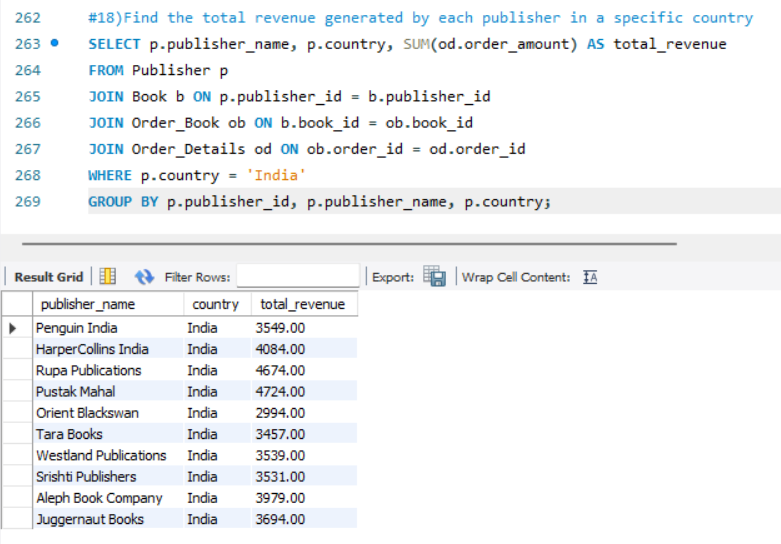 262 #18)Find the total revenue generated by each publisher in a specific country
263 SELECT p.publisher_name, p.country, SUM(od.order_amount) AS total_revenue
264 FROM Publisher p
265 JOIN Book b ON p.publisher_id = b.publisher_id
266 JOIN Order_Book ob ON b.book_id = ob.book_id
267 JOIN Order_Details od ON ob.order_id = od.order_id
268 WHERE p.country = 'India'
269 GROUP BY p.publisher_id, p.publisher_name, p.country;
Result Grid Filter Rows: Export: Wrap Cell Content:
publisher_name country total_revenue
Penguin India India 3549.00
HarperCollins India India 4084.00
Rupa Publications India 4674.00
Pustak Mahal India 4724.00
Orient Blackswan India 2994.00
Tara Books India 3457.00
Westland Publications India 3539.00
Srishti Publishers India 3531.00
Aleph Book Company India 3979.00
Juggernaut Books India 3694.00